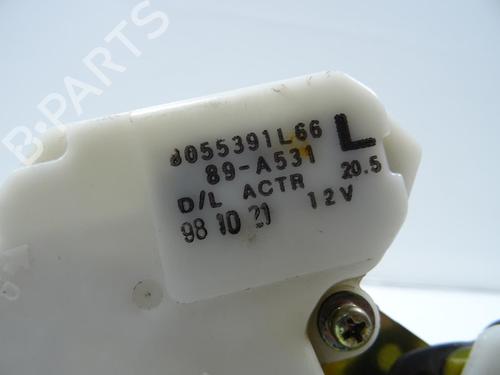 B-PARTS
8055391L66
L
89-A531
20.5
D/L ACTR
12V
98 10 21